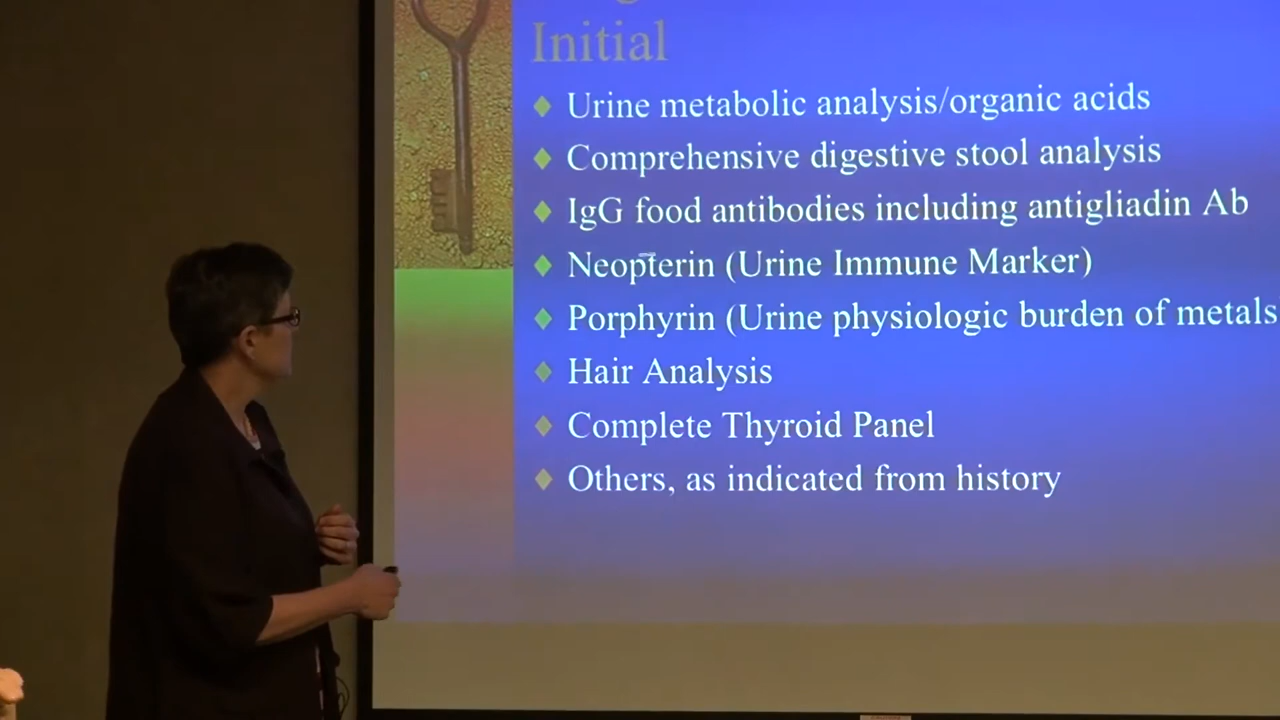 Initial
Urine metabolic analysis/organic acids
Comprehensive digestive stool analysis
IgG food antibodies including antigliadin Ab
Neopterin (Urine Immune Marker)
Porphyrin (Urine physiologic burden of metals
Hair Analysis
Complete Thyroid Panel
Others, as indicated from history